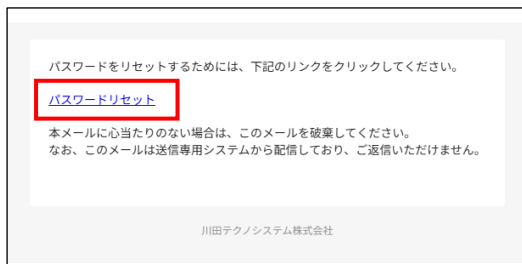 パスワードをリセットするためには、下記のリンクをクリックしてください。
パスワードリセット
本メールに心当たりのない場合は、このメールを破棄してください。
なお、このメールは送信専用システムから配信しており、ご返信いただけません。
川田テクノシステム株式会社